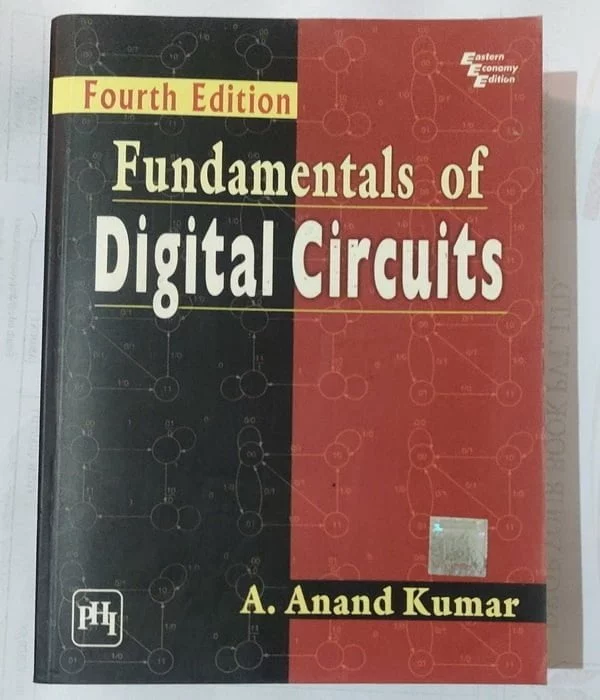 Eastern
Economy
Edition
Fourth Edition
Fundamentals of
Digital Circuits
A. Anand Kumar
PHI